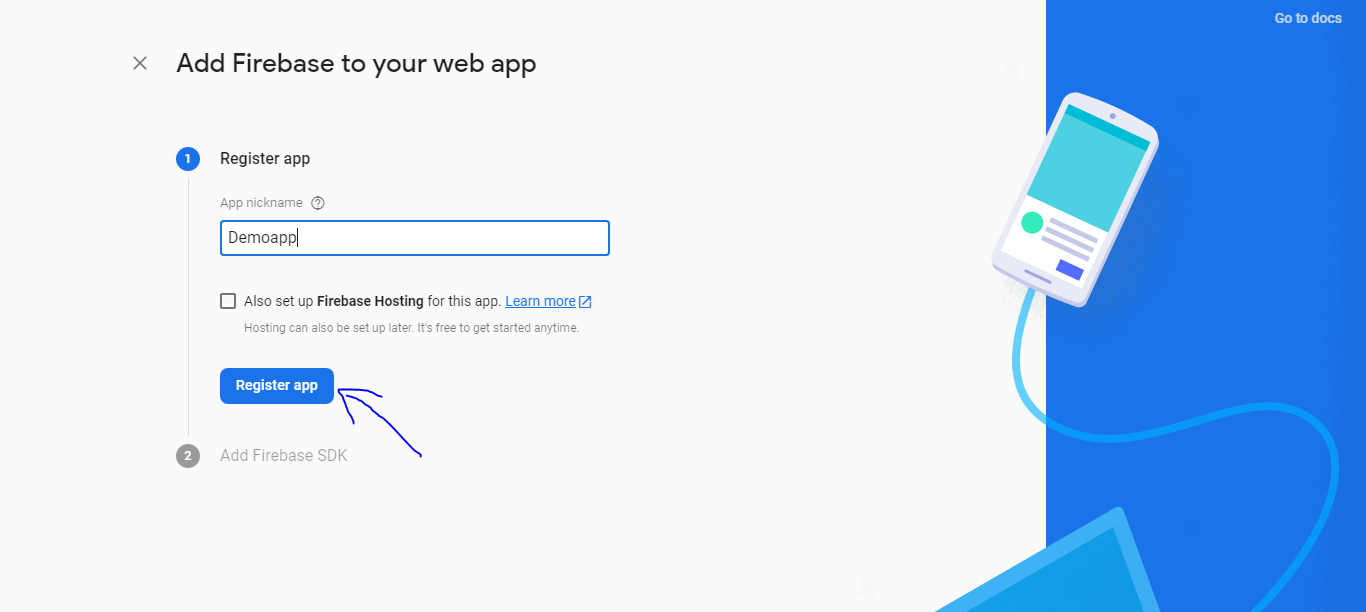 Go to docs
Add Firebase to your web app
1 Register app
App nickname ?
Demoapp
Also set up Firebase Hosting for this app. Learn more
Hosting can also be set up later. It's free to get started anytime.
Register app
2 Add Firebase SDK